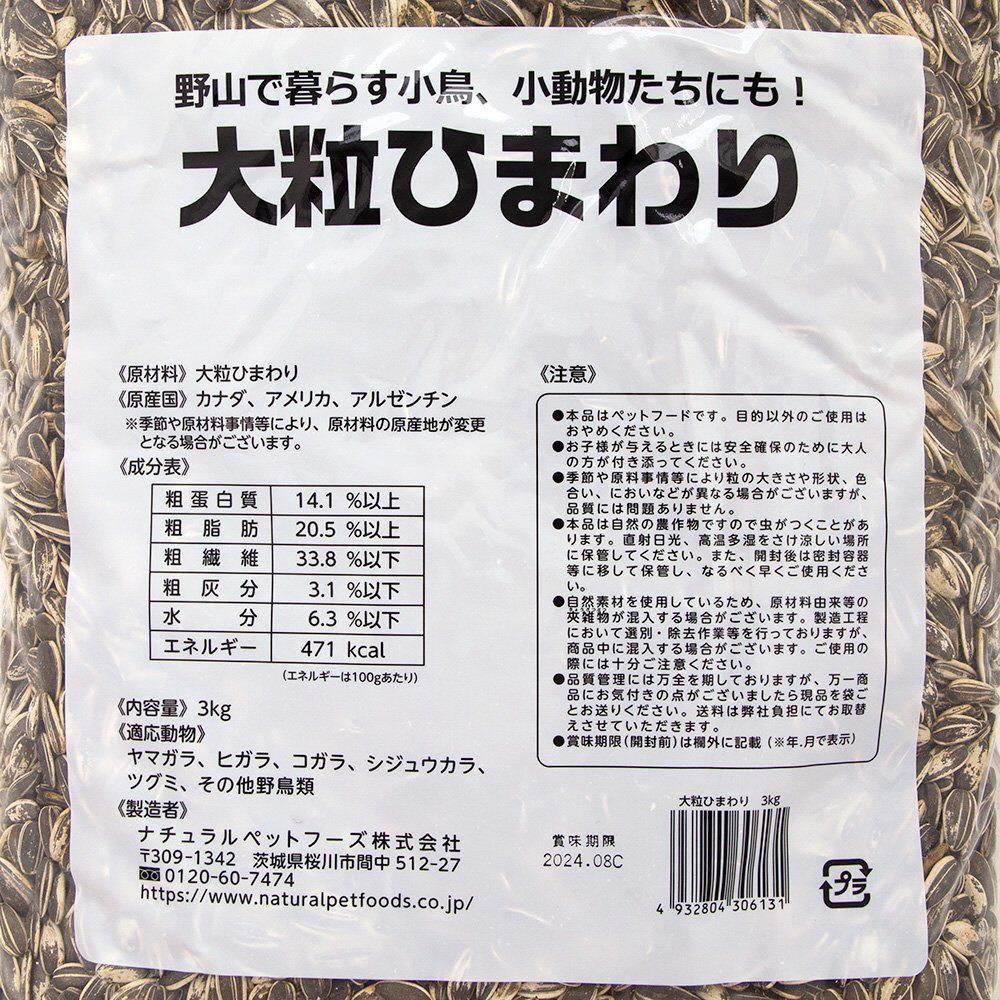 野山で暮らす小鳥、小動物たちにも！
大粒ひまわり
《原材料》大粒ひまわり
《原産国》カナダ、アメリカ、アルゼンチン
※季節や原材料事情等により、原材料の原産地が変更
となる場合がございます。
《成分表》
粗蛋白質 14.1 %以上
粗脂肪 20.5 %以上
粗繊維 33.8 %以下
粗灰分 3.1 %以下
水分 6.3 %以下
エネルギー 471 kcal
(エネルギーは100gあたり)
《内容量》3kg
《適応動物》
ヤマガラ、ヒガラ、コガラ、シジュウカラ、
ツグミ、その他野鳥類
《製造者》
ナチュラルペットフーズ株式会社
〒309-1342 茨城県桜川市間中512-27
0120-60-7474
https://www.naturalpetfoods.co.jp/
《注意》
●本品はペットフードです。目的以外のご使用は
おやめください。
●お子様が与えるときには安全確保のために大人
の方が付き添ってください。
●季節や原料事情等により粒の大きさや形状、色
合い、においなどが異なる場合がございますが、
品質には問題ありません。
●本品は自然の農作物ですので虫がつくことがあ
ります。直射日光、高温多湿をさけ涼しい場所
に保管してください。また、開封後は密封容器
等に移して保管し、なるべく早くご使用くださ
い。
●自然素材を使用しているため、原材料由来等の
夾雑物が混入する場合がございます。製造工程
において選別・除去作業等を行っておりますが、
商品中に混入する場合がございます。ご使用の
際には十分ご注意ください。
●品質管理には万全を期しておりますが、万一商
品にお気付きの点がございましたら現品を袋ご
とお送りください。送料は弊社負担にてお取替
えさせていただきます。
●賞味期限(開封前)は欄外に記載(※年.月で表示)
賞味期限
2024.08C
大粒ひまわり 3kg
4 932804 306131
プラ